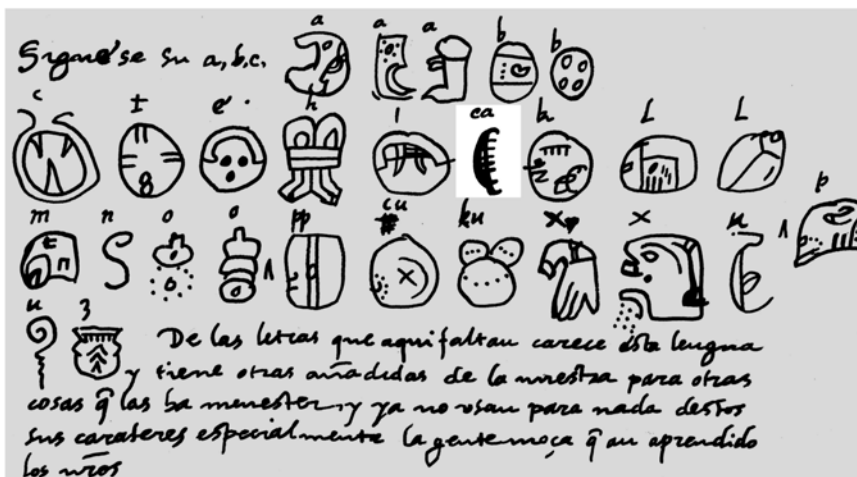 Siguese su a, b, c, a a a b b
c t e h i ca k l l
m n o o pp cu ku x x u p
u z De las letras que aqui faltan carece esta lengua
y tiene otras añadidas de la nuestra para otras
cosas q̃ las ha menester, y ya no usan para nada destos
sus carateres especialmente la gente moça q̃ an aprendido
los nr̃os